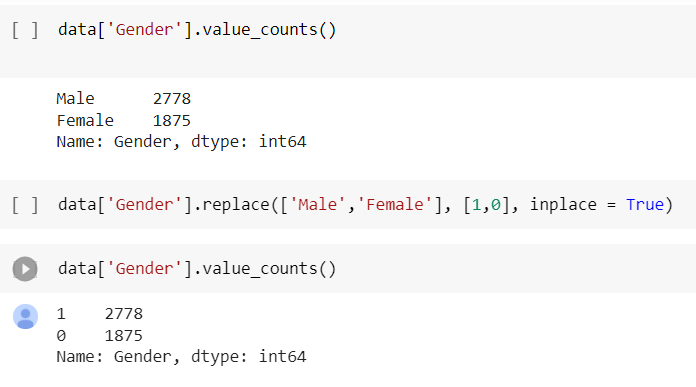 [ ] data['Gender'].value_counts()
Male 2778
Female 1875
Name: Gender, dtype: int64
[ ] data['Gender'].replace(['Male','Female'], [1,0], inplace = True)
data['Gender'].value_counts()
1 2778
0 1875
Name: Gender, dtype: int64